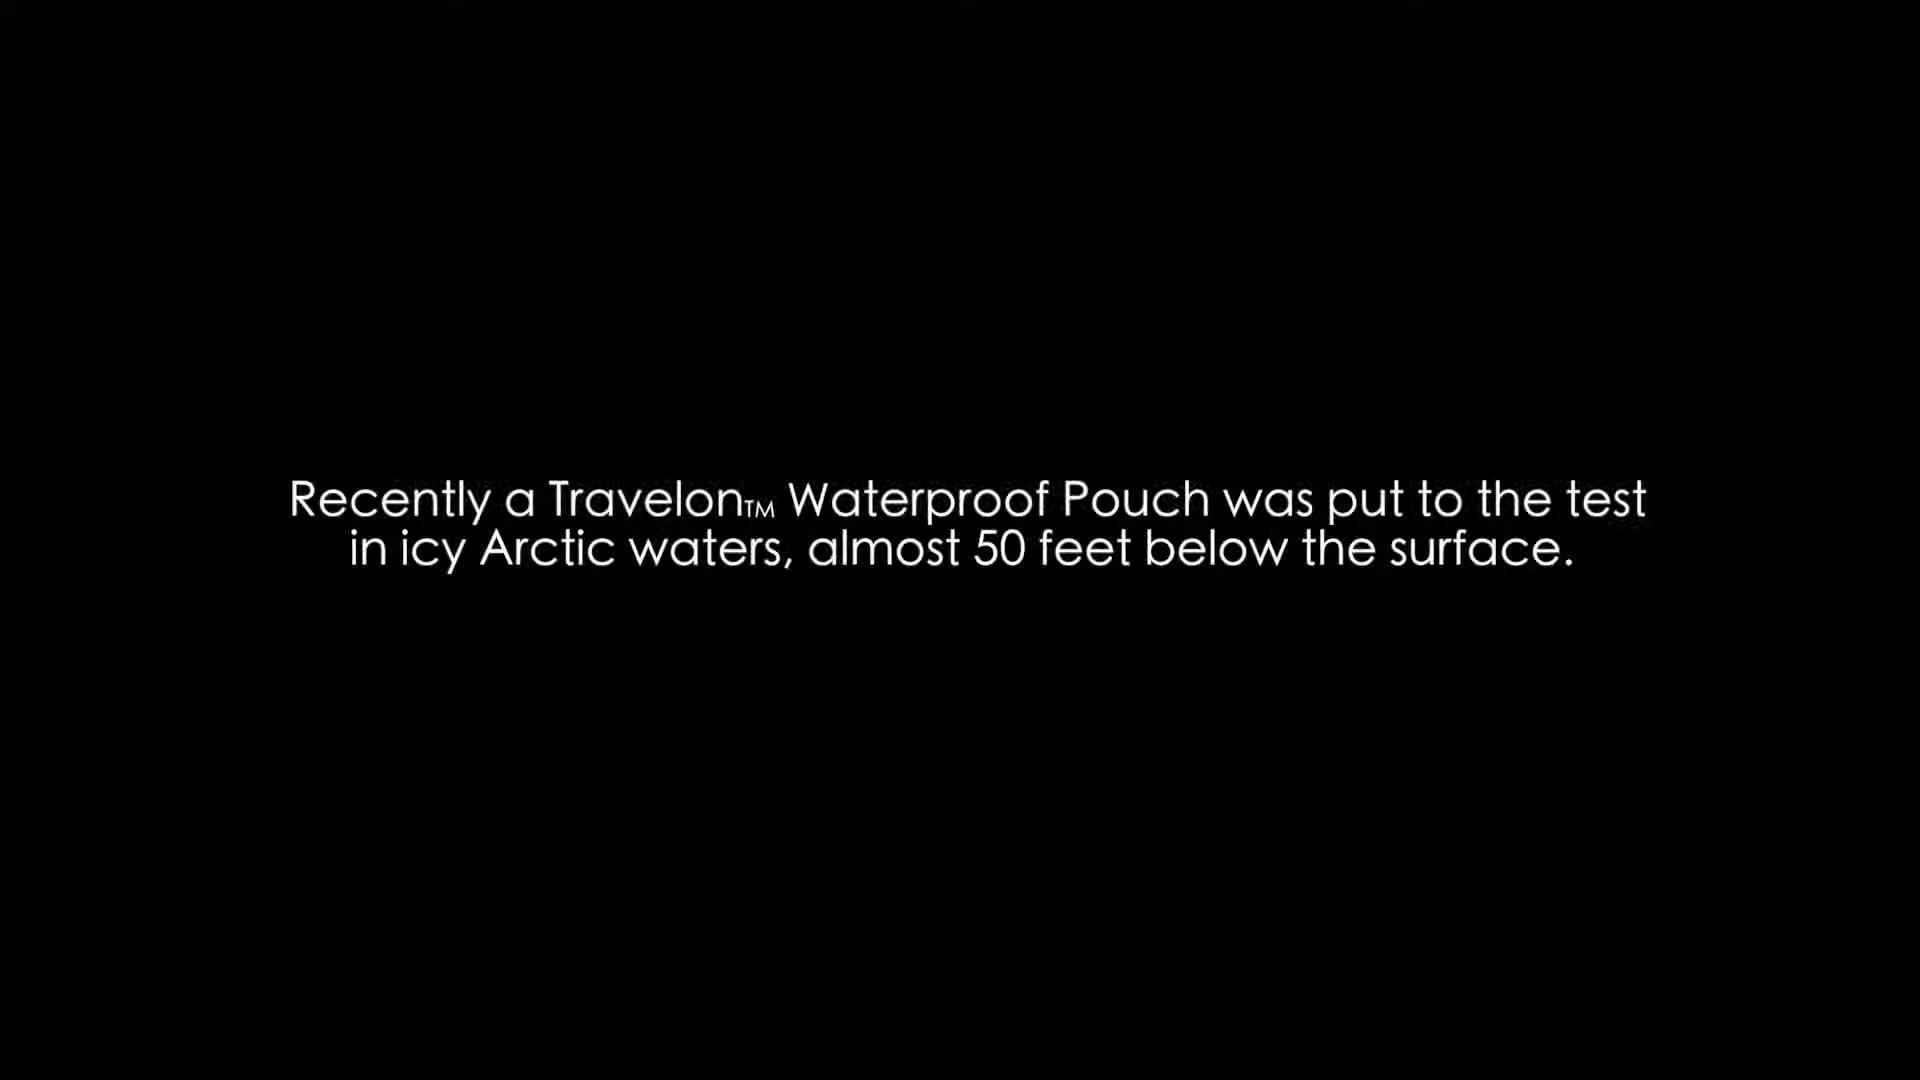 Recently a Travelon™ Waterproof Pouch was put to the test
in icy Arctic waters, almost 50 feet below the surface.